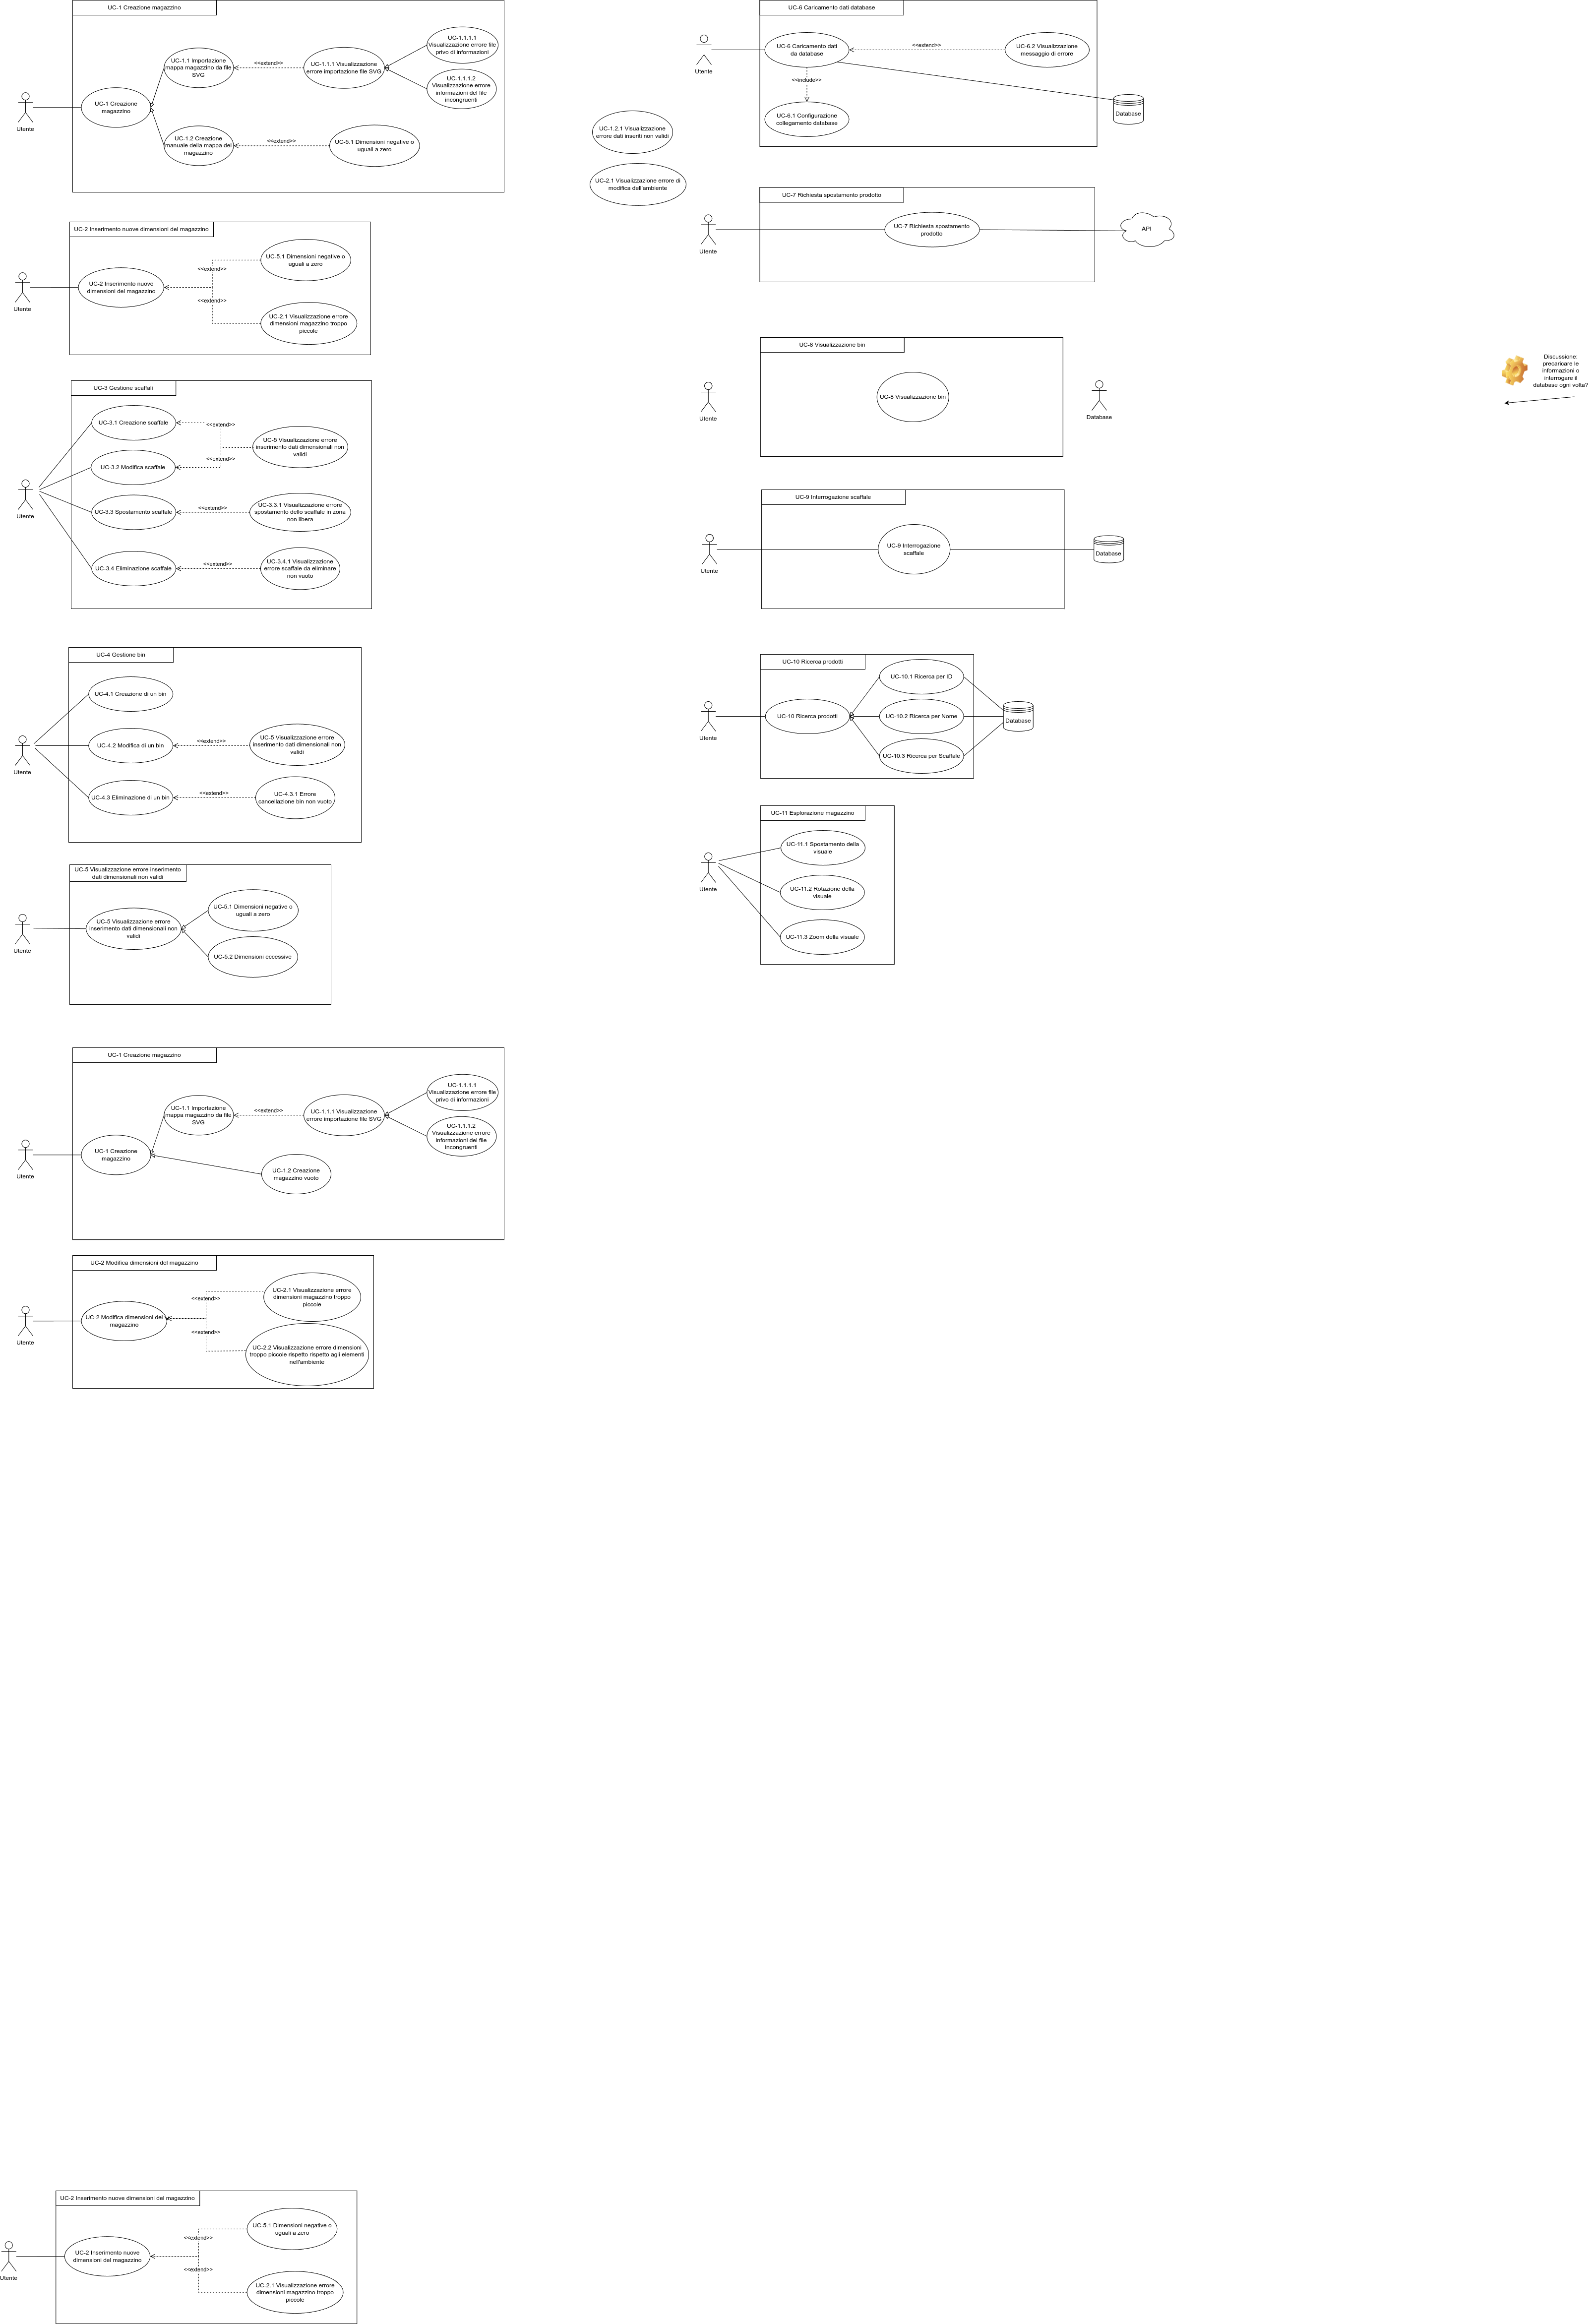 UC-1 Creazione magazzino
UC-1.1.1.1
Visualizzazione errore file
privo di informazioni
UC-1.1 Importazione
mappa magazzino da file
SVG
<<extend>>
UC-1.1.1 Visualizzazione
errore importazione file SVG
UC-1.1.1.2
Visualizzazione errore
informazioni del file
incongruenti
UC-1 Creazione
magazzino
Utente
UC-1.2 Creazione
manuale della mappa del
magazzino
<<extend>>
UC-5.1 Dimensioni negative o
uguali a zero
UC-2 Inserimento nuove dimensioni del magazzino
UC-5.1 Dimensioni negative o
uguali a zero
<<extend>>
UC-2 Inserimento nuove
dimensioni del magazzino
<<extend>>
Utente
UC-2.1 Visualizzazione errore
dimensioni magazzino troppo
piccole
UC-3 Gestione scaffali
UC-3.1 Creazione scaffale
<<extend>>
UC-5 Visualizzazione errore
inserimento dati dimensionali non
validi
<<extend>>
UC-3.2 Modifica scaffale
UC-3.3 Spostamento scaffale
<<extend>>
UC-3.3.1 Visualizzazione errore
spostamento dello scaffale in zona
non libera
Utente
UC-3.4 Eliminazione scaffale
<<extend>>
UC-3.4.1 Visualizzazione
errore scaffale da eliminare
non vuoto
UC-4 Gestione bin
UC-4.1 Creazione di un bin
UC-4.2 Modifica di un bin
<<extend>>
UC-5 Visualizzazione errore
inserimento dati dimensionali non
validi
Utente
UC-4.3 Eliminazione di un bin
<<extend>>
UC-4.3.1 Errore
cancellazione bin non vuoto
UC-5 Visualizzazione errore inserimento
dati dimensionali non validi
UC-5.1 Dimensioni negative o
uguali a zero
UC-5 Visualizzazione errore
inserimento dati dimensionali non
validi
Utente
UC-5.2 Dimensioni eccessive
UC-1 Creazione magazzino
UC-1.1.1.1
Visualizzazione errore file
privo di informazioni
UC-1.1 Importazione
mappa magazzino da file
SVG
<<extend>>
UC-1.1.1 Visualizzazione
errore importazione file SVG
UC-1.1.1.2
Visualizzazione errore
informazioni del file
incongruenti
UC-1 Creazione
magazzino
Utente
UC-1.2 Creazione
magazzino vuoto
UC-2 Modifica dimensioni del magazzino
UC-2.1 Visualizzazione errore
dimensioni magazzino troppo
piccole
<<extend>>
UC-2 Modifica dimensioni del
magazzino
<<extend>>
Utente
UC-2.2 Visualizzazione errore dimensioni
troppo piccole rispetto rispetto agli elementi
nell'ambiente
UC-2 Inserimento nuove dimensioni del magazzino
UC-5.1 Dimensioni negative o
uguali a zero
<<extend>>
UC-2 Inserimento nuove
dimensioni del magazzino
<<extend>>
Utente
UC-2.1 Visualizzazione errore
dimensioni magazzino troppo
piccole
UC-1.2.1 Visualizzazione
errore dati inseriti non validi
UC-2.1 Visualizzazione errore di
modifica dell'ambiente
UC-6 Caricamento dati database
UC-6 Caricamento dati
da database
<<extend>>
UC-6.2 Visualizzazione
messaggio di errore
Utente
<<include>>
UC-6.1 Configurazione
collegamento database
Database
UC-7 Richiesta spostamento prodotto
UC-7 Richiesta spostamento
prodotto
API
Utente
UC-8 Visualizzazione bin
UC-8 Visualizzazione bin
Utente
Database
Discussione:
precaricare le
informazioni o
interrogare il
database ogni volta?
UC-9 Interrogazione scaffale
UC-9 Interrogazione
scaffale
Database
Utente
UC-10 Ricerca prodotti
UC-10.1 Ricerca per ID
UC-10 Ricerca prodotti
UC-10.2 Ricerca per Nome
Database
Utente
UC-10.3 Ricerca per Scaffale
UC-11 Esplorazione magazzino
UC-11.1 Spostamento della
visuale
UC-11.2 Rotazione della
visuale
Utente
UC-11.3 Zoom della visuale